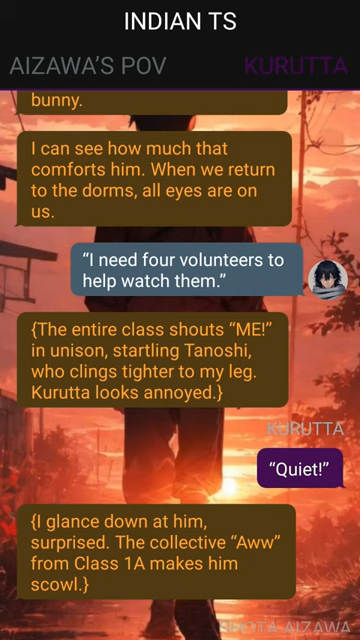 INDIAN TS
AIZAWA’S POV
KURUTTA
bunny.
I can see how much that
comforts him. When we return
to the dorms, all eyes are on
us.
“I need four volunteers to
help watch them.”
{The entire class shouts “ME!”
in unison, startling Tanoshi,
who clings tighter to my leg.
Kurutta looks annoyed.}
KURUTTA
“Quiet!”
{I glance down at him,
surprised. The collective “Aww”
from Class 1A makes him
scowl.}
SHOTA AIZAWA